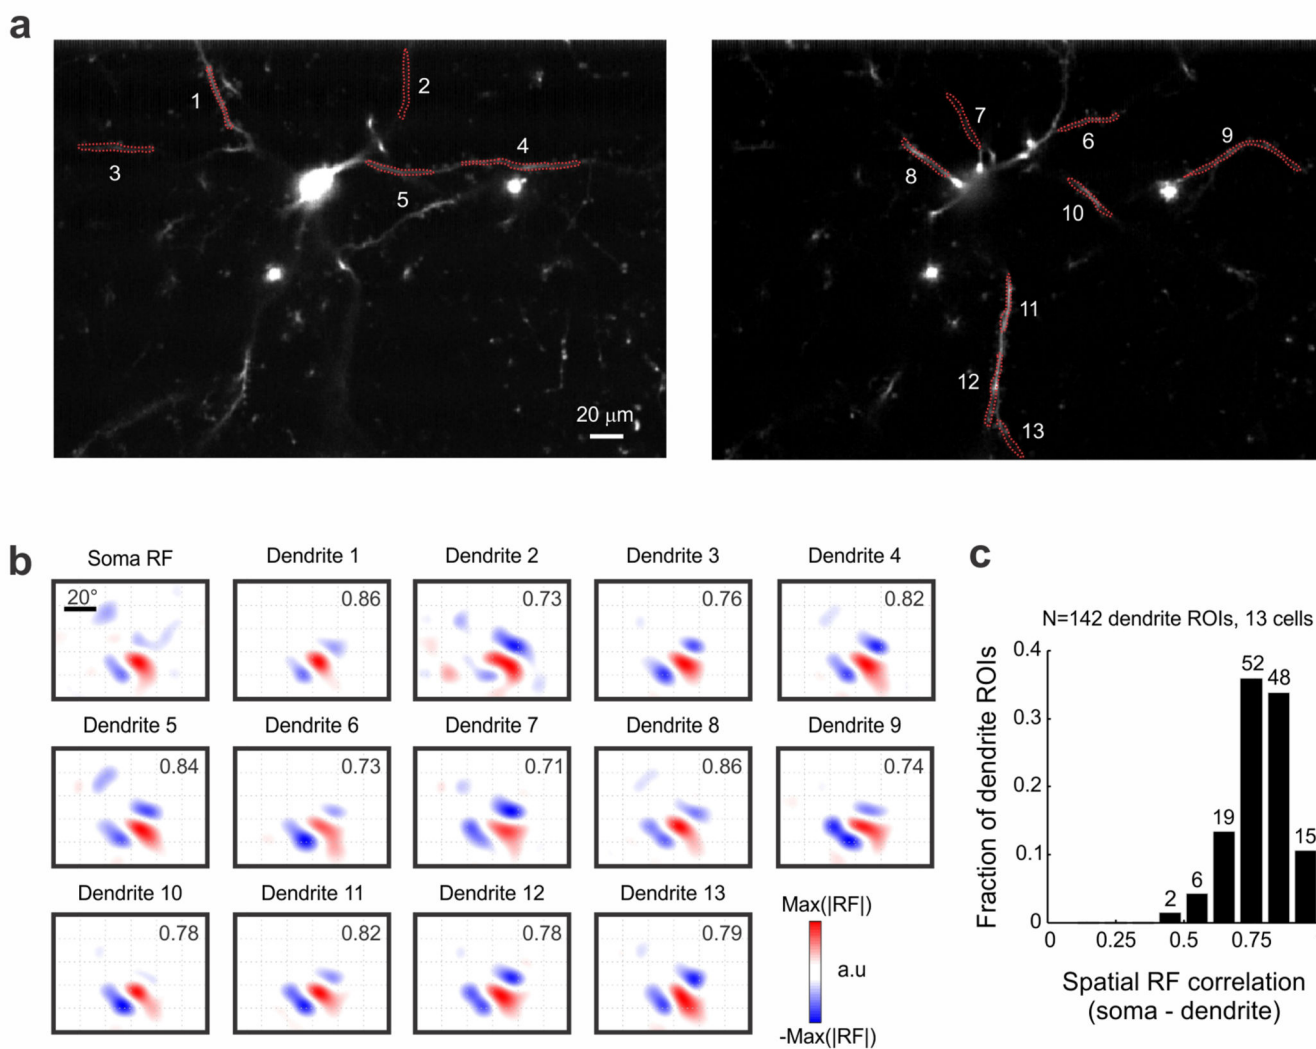 a
1
2
3
4
5
20 μm
6
7
8
9
10
11
12
13
b
Soma RF
Dendrite 1
Dendrite 2
Dendrite 3
Dendrite 4
20°
0.86
0.73
0.76
0.82
Dendrite 5
Dendrite 6
Dendrite 7
Dendrite 8
Dendrite 9
0.84
0.73
0.71
0.86
0.74
Dendrite 10
Dendrite 11
Dendrite 12
Dendrite 13
0.78
0.82
0.78
0.79
Max(|RF|)
a.u
-Max(|RF|)
c
N=142 dendrite ROIs, 13 cells
Fraction of dendrite ROIs
0.4
0.3
0.2
0.1
0
2
6
19
52
48
15
0
0.25
0.5
0.75
Spatial RF correlation
(soma - dendrite)